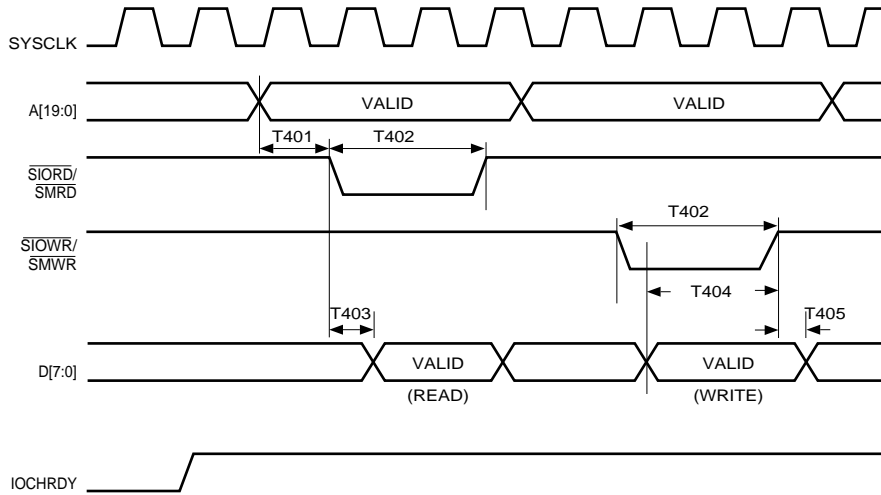 SYSCLK
A[19:0]
VALID
VALID
T401
T402
SIORD/
SMRD
T402
SIOWR/
SMWR
T404
T403
T405
D[7:0]
VALID
VALID
(READ)
(WRITE)
IOCHRDY